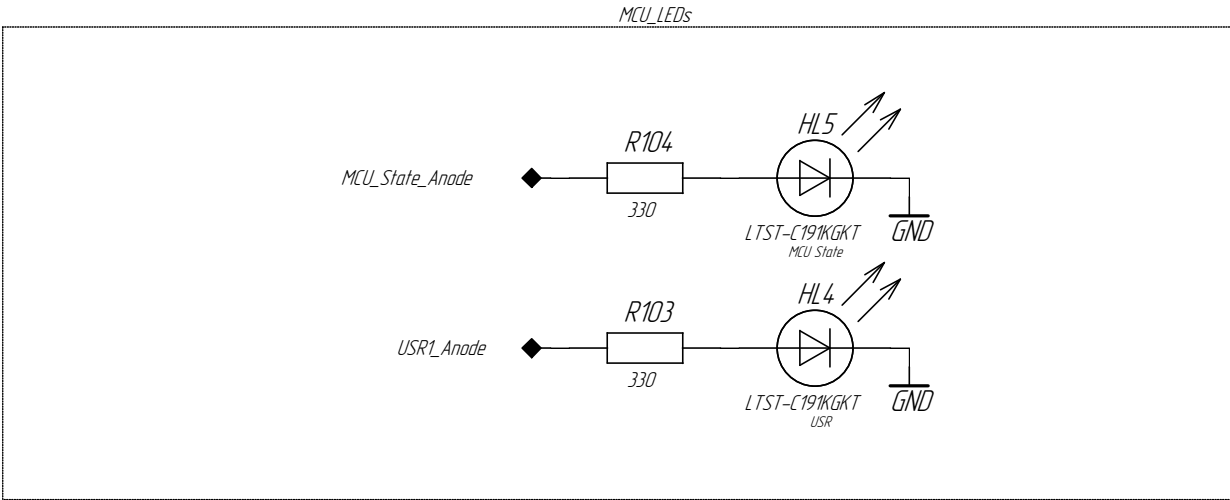 MCU_LEDs
HL5
R104
MCU_State_Anode
330
LTST-C191KGKT
GND
MCU State
HL4
R103
USR1_Anode
330
LTST-C191KGKT
GND
USR